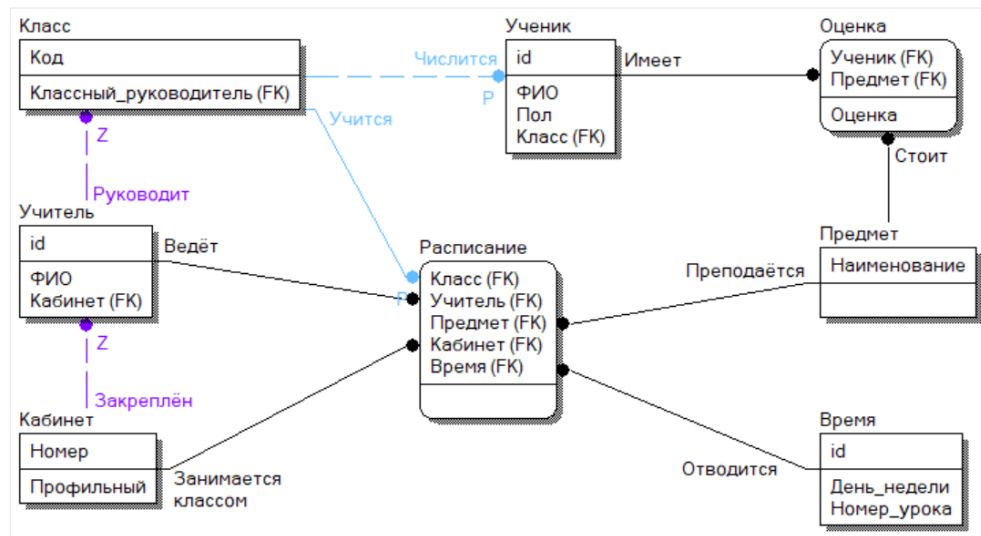 Класс
Код
Классный_руководитель (FK)
Числится
P
Учится
Ученик
id
ФИО
Пол
Класс (FK)
Имеет
Оценка
Ученик (FK)
Предмет (FK)
Оценка
Стоит
Z
Руководит
Учитель
id
ФИО
Кабинет (FK)
Ведёт
Z
Закреплён
Расписание
Класс (FK)
P
Учитель (FK)
Предмет (FK)
Кабинет (FK)
Время (FK)
Преподаётся
Предмет
Наименование
Кабинет
Номер
Профильный
Занимается
классом
Отводится
Время
id
День_недели
Номер_урока